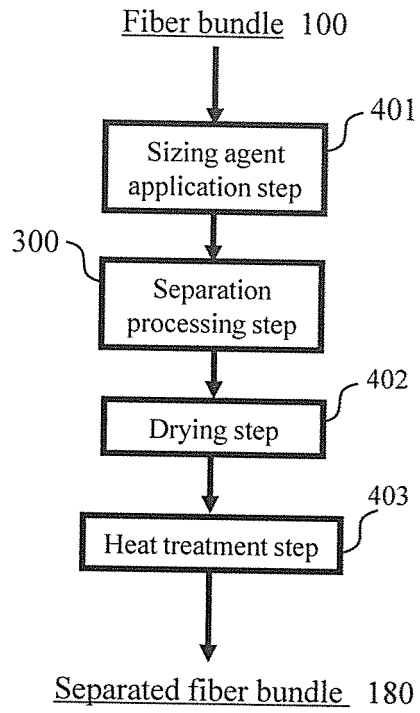 Fiber bundle 100
401
Sizing agent
application step
300
Separation
processing step
402
Drying step
403
Heat treatment step
Separated fiber bundle 180